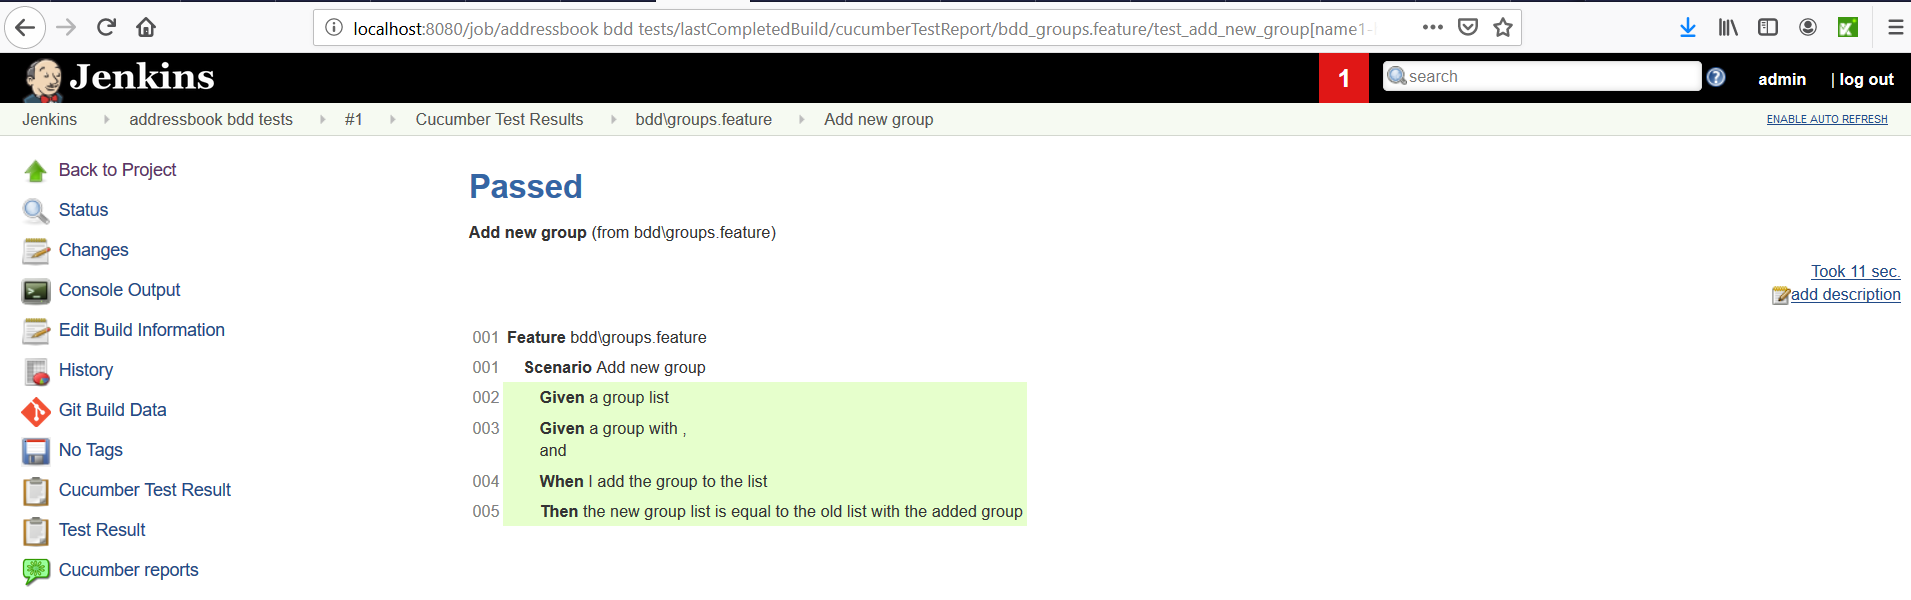 localhost:8080/job/addressbook bdd tests/lastCompletedBuild/cucumberTestReport/bdd_groups.feature/test_add_new_group[name1-
Jenkins
1
search
admin
| log out
Jenkins addressbook bdd tests #1 Cucumber Test Results bdd\groups.feature Add new group
ENABLE AUTO REFRESH
Back to Project
Status
Changes
Console Output
Edit Build Information
History
Git Build Data
No Tags
Cucumber Test Result
Test Result
Cucumber reports
Passed
Add new group (from bdd\groups.feature)
Took 11 sec.
add description
001 Feature bdd\groups.feature
001 Scenario Add new group
002 Given a group list
003 Given a group with ,
and
004 When I add the group to the list
005 Then the new group list is equal to the old list with the added group